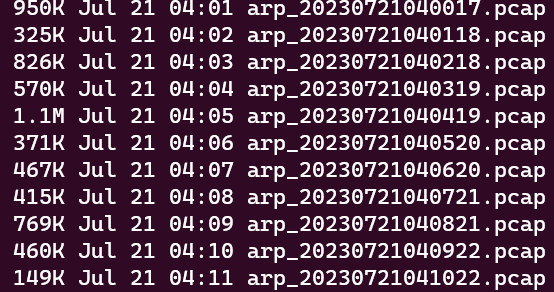 950K Jul 21 04:01 arp_20230721040017.pcap
325K Jul 21 04:02 arp_20230721040118.pcap
826K Jul 21 04:03 arp_20230721040218.pcap
570K Jul 21 04:04 arp_20230721040319.pcap
1.1M Jul 21 04:05 arp_20230721040419.pcap
371K Jul 21 04:06 arp_20230721040520.pcap
467K Jul 21 04:07 arp_20230721040620.pcap
415K Jul 21 04:08 arp_20230721040721.pcap
769K Jul 21 04:09 arp_20230721040821.pcap
460K Jul 21 04:10 arp_20230721040922.pcap
149K Jul 21 04:11 arp_20230721041022.pcap